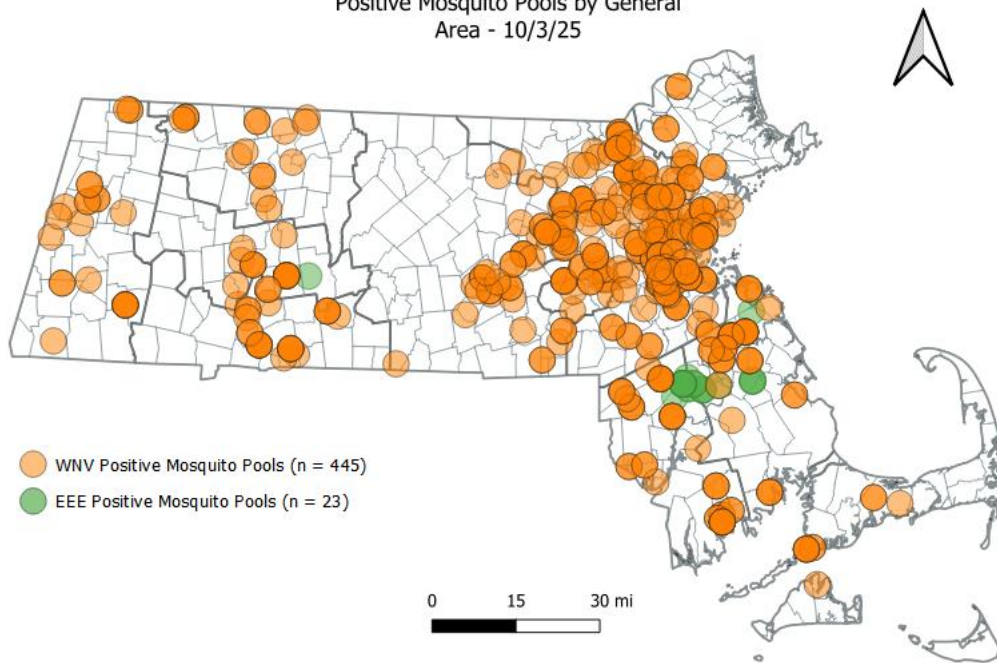 Positive Mosquito Pools by General
Area - 10/3/25
WNV Positive Mosquito Pools (n = 445)
EEE Positive Mosquito Pools (n = 23)
0 15 30 mi